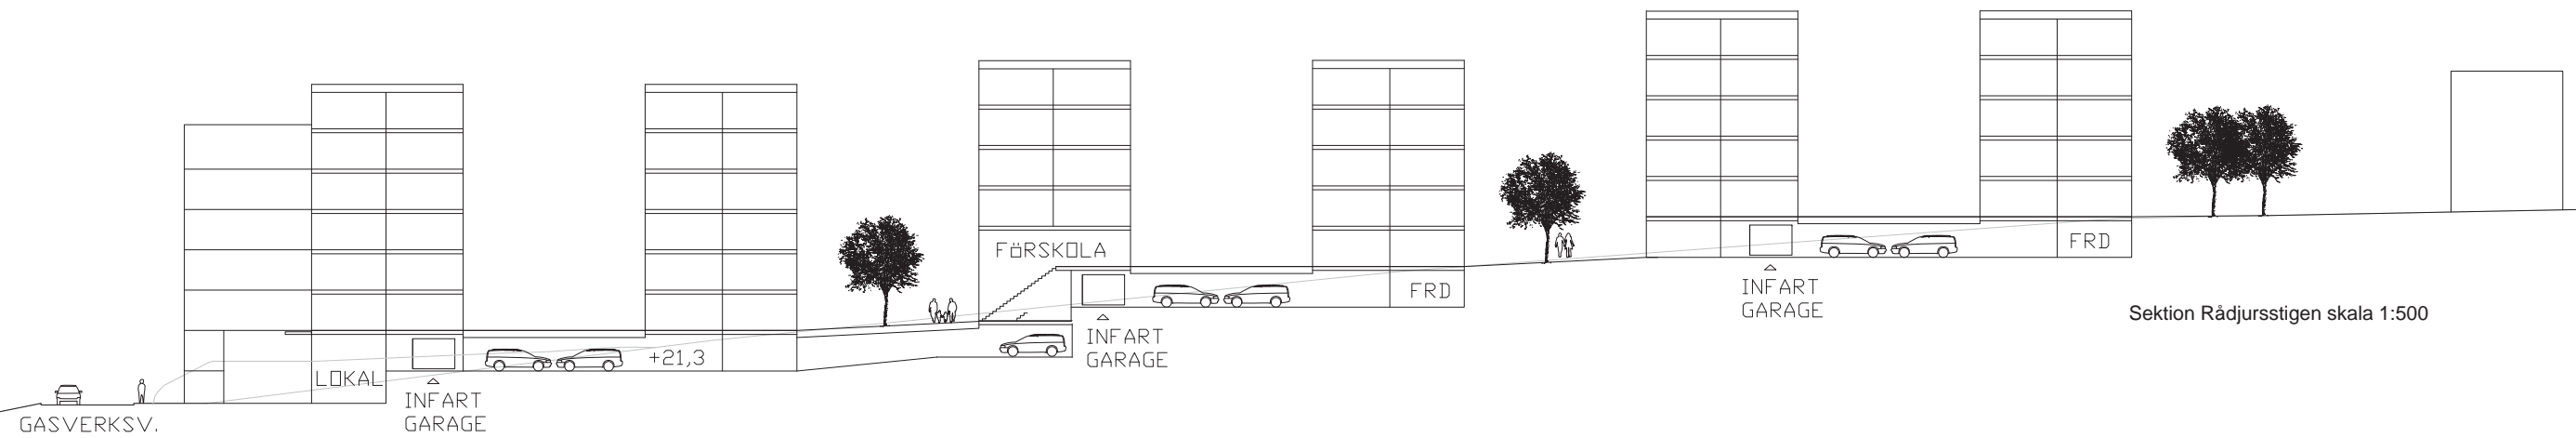 FÖRSKOLA
FRD
FRD
INFART
GARAGE
INFART
GARAGE
Sektion Rådjursstigen skala 1:500
+21,3
LOKAL
INFART
GARAGE
GASVERKSV.